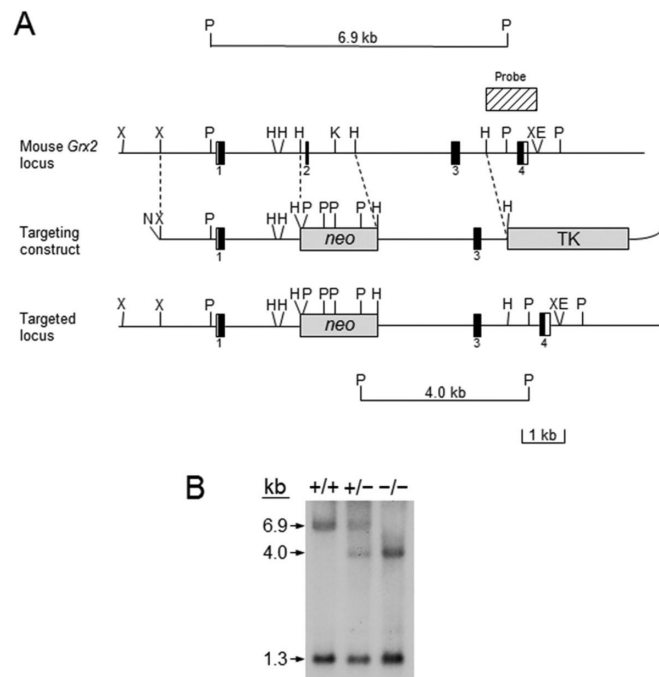 A
P P
6.9 kb
Probe
X X P HH H K H H P XE P
Mouse Grx2
locus
1 2 3 4
NX P HH HP PP P H H
Targeting
construct
neo TK
1 3
X X P HH HP PP P H H P XE P
Targeted
locus
neo
1 3 4
P P
4.0 kb
1 kb
B
kb +/+ +/− −/−
6.9
4.0
1.3